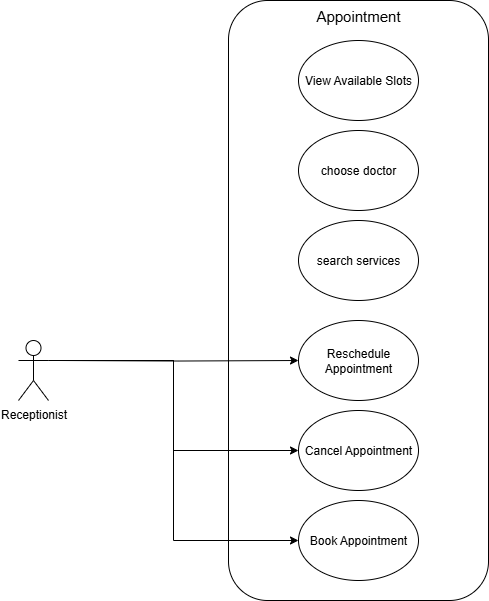 Appointment
View Available Slots
choose doctor
search services
Reschedule
Appointment
Receptionist
Cancel Appointment
Book Appointment